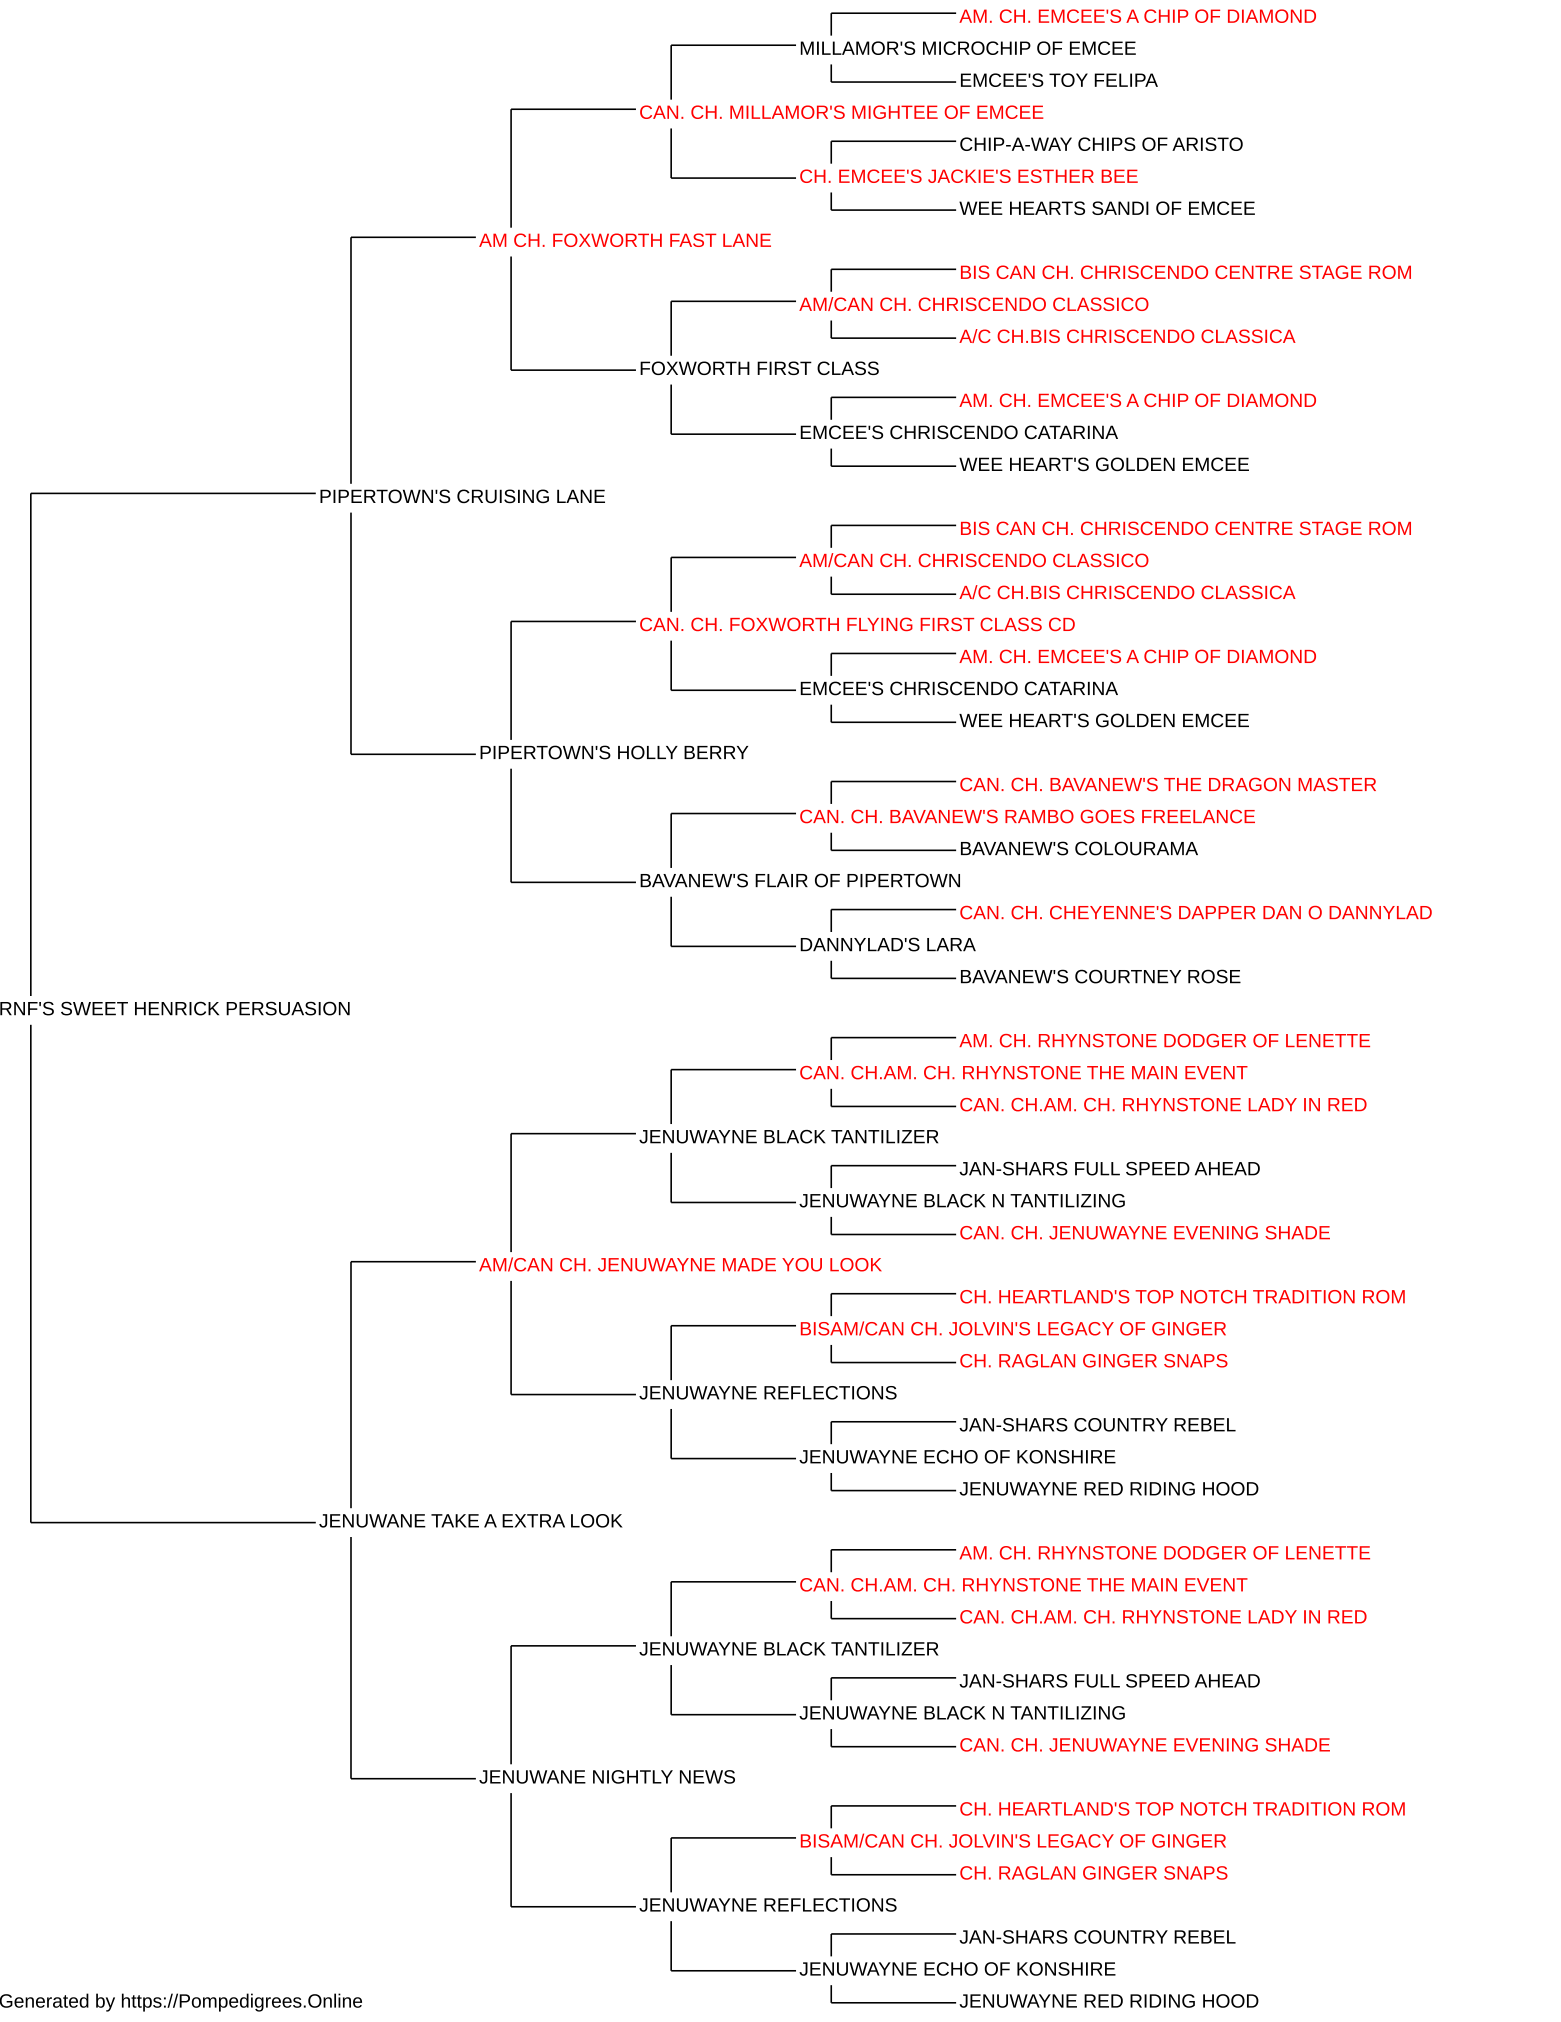 AM. CH. EMCEE'S A CHIP OF DIAMOND
MILLAMOR'S MICROCHIP OF EMCEE
EMCEE'S TOY FELIPA
CAN. CH. MILLAMOR'S MIGHTEE OF EMCEE
CHIP-A-WAY CHIPS OF ARISTO
CH. EMCEE'S JACKIE'S ESTHER BEE
WEE HEARTS SANDI OF EMCEE
AM CH. FOXWORTH FAST LANE
BIS CAN CH. CHRISCENDO CENTRE STAGE ROM
AM/CAN CH. CHRISCENDO CLASSICO
A/C CH.BIS CHRISCENDO CLASSICA
FOXWORTH FIRST CLASS
AM. CH. EMCEE'S A CHIP OF DIAMOND
EMCEE'S CHRISCENDO CATARINA
WEE HEART'S GOLDEN EMCEE
PIPERTOWN'S CRUISING LANE
BIS CAN CH. CHRISCENDO CENTRE STAGE ROM
AM/CAN CH. CHRISCENDO CLASSICO
A/C CH.BIS CHRISCENDO CLASSICA
CAN. CH. FOXWORTH FLYING FIRST CLASS CD
AM. CH. EMCEE'S A CHIP OF DIAMOND
EMCEE'S CHRISCENDO CATARINA
WEE HEART'S GOLDEN EMCEE
PIPERTOWN'S HOLLY BERRY
CAN. CH. BAVANEW'S THE DRAGON MASTER
CAN. CH. BAVANEW'S RAMBO GOES FREELANCE
BAVANEW'S COLOURAMA
BAVANEW'S FLAIR OF PIPERTOWN
CAN. CH. CHEYENNE'S DAPPER DAN O DANNYLAD
DANNYLAD'S LARA
BAVANEW'S COURTNEY ROSE
RNF'S SWEET HENRICK PERSUASION
AM. CH. RHYNSTONE DODGER OF LENETTE
CAN. CH.AM. CH. RHYNSTONE THE MAIN EVENT
CAN. CH.AM. CH. RHYNSTONE LADY IN RED
JENUWAYNE BLACK TANTILIZER
JAN-SHARS FULL SPEED AHEAD
JENUWAYNE BLACK N TANTILIZING
CAN. CH. JENUWAYNE EVENING SHADE
AM/CAN CH. JENUWAYNE MADE YOU LOOK
CH. HEARTLAND'S TOP NOTCH TRADITION ROM
BISAM/CAN CH. JOLVIN'S LEGACY OF GINGER
CH. RAGLAN GINGER SNAPS
JENUWAYNE REFLECTIONS
JAN-SHARS COUNTRY REBEL
JENUWAYNE ECHO OF KONSHIRE
JENUWAYNE RED RIDING HOOD
JENUWANE TAKE A EXTRA LOOK
AM. CH. RHYNSTONE DODGER OF LENETTE
CAN. CH.AM. CH. RHYNSTONE THE MAIN EVENT
CAN. CH.AM. CH. RHYNSTONE LADY IN RED
JENUWAYNE BLACK TANTILIZER
JAN-SHARS FULL SPEED AHEAD
JENUWAYNE BLACK N TANTILIZING
CAN. CH. JENUWAYNE EVENING SHADE
JENUWANE NIGHTLY NEWS
CH. HEARTLAND'S TOP NOTCH TRADITION ROM
BISAM/CAN CH. JOLVIN'S LEGACY OF GINGER
CH. RAGLAN GINGER SNAPS
JENUWAYNE REFLECTIONS
JAN-SHARS COUNTRY REBEL
JENUWAYNE ECHO OF KONSHIRE
JENUWAYNE RED RIDING HOOD
Generated by https://Pompedigrees.Online